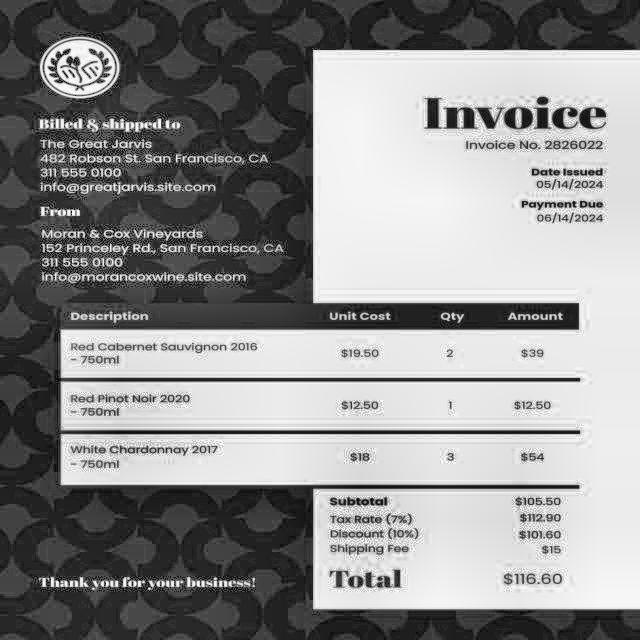 Invoice
Invoice No. 2826022
Date Issued
05/14/2024
Payment Due
06/14/2024
Billed & shipped to
The Great Jarvis
482 Robson St. San Francisco, CA
311 555 0100
info@greatjarvis.site.com
From
Moran & Cox Vineyards
152 Princeley Rd., San Francisco, CA
311 555 0100
info@morancoxwine.site.com
Description Unit Cost Qty Amount
Red Cabernet Sauvignon 2016
- 750ml $19.50 2 $39
Red Pinot Noir 2020
- 750ml $12.50 1 $12.50
White Chardonnay 2017
- 750ml $18 3 $54
Subtotal $105.50
Tax Rate (7%) $112.90
Discount (10%) $101.60
Shipping Fee $15
Total $116.60
Thank you for your business!